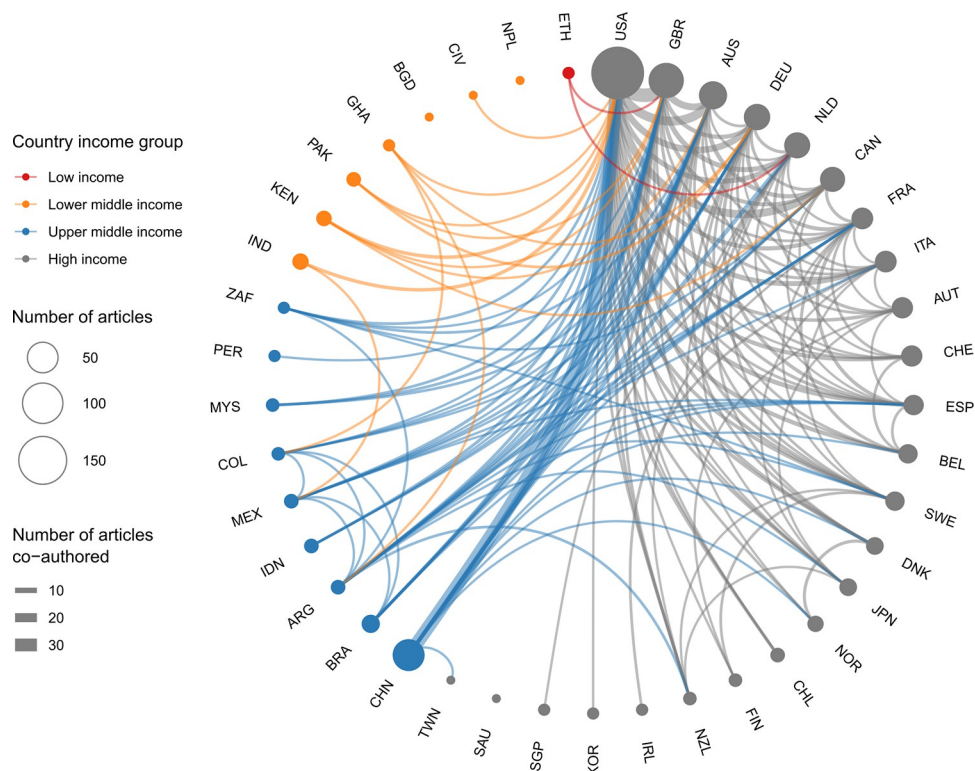 Country income group
Low income
Lower middle income
Upper middle income
High income
Number of articles
50
100
150
Number of articles
co−authored
10
20
30
USA
GBR
AUS
DEU
NLD
CAN
FRA
ITA
AUT
CHE
ESP
BEL
SWE
DNK
JPN
NOR
CHL
FIN
NZL
IRL
KOR
SGP
SAU
TWN
CHN
BRA
ARG
IDN
MEX
COL
MYS
PER
ZAF
IND
KEN
PAK
GHA
BGD
CIV
NPL
ETH